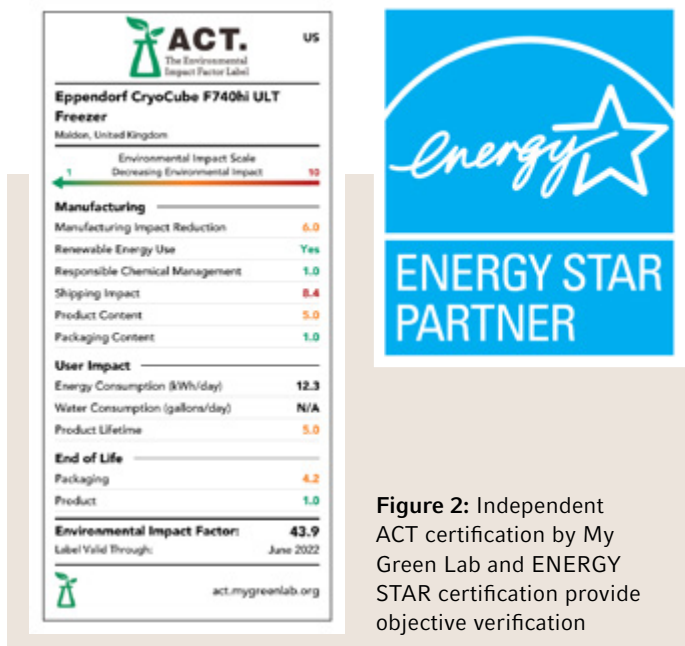 ACT.
US
The Environmental
Impact Factor Label
Eppendorf CryoCube F740hi ULT
Freezer
Maldon, United Kingdom
Environmental Impact Scale
1 Decreasing Environmental Impact 10
Manufacturing
Manufacturing Impact Reduction 6.0
Renewable Energy Use Yes
Responsible Chemical Management 1.0
Shipping Impact 8.4
Product Content 5.0
Packaging Content 1.0
User Impact
Energy Consumption (kWh/day) 12.3
Water Consumption (gallons/day) N/A
Product Lifetime 5.0
End of Life
Packaging 4.2
Product 1.0
Environmental Impact Factor: 43.9
Label Valid Through: June 2022
act.mygreenlab.org
energy
ENERGY STAR
PARTNER
Figure 2: Independent
ACT certification by My
Green Lab and ENERGY
STAR certification provide
objective verification